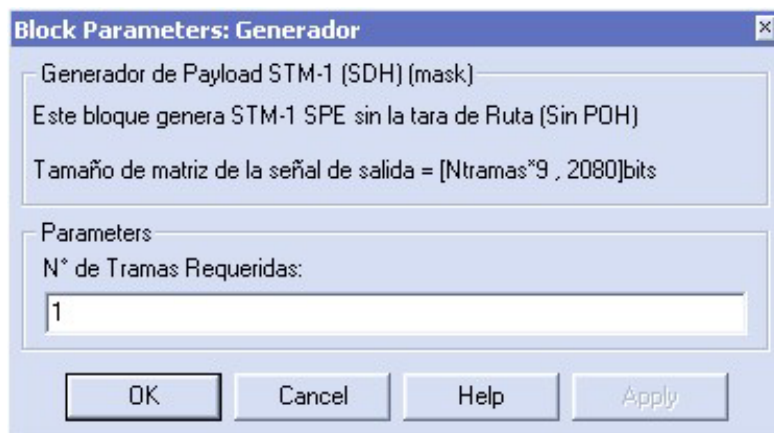 Block Parameters: Generador
Generador de Payload STM-1 (SDH) (mask)
Este bloque genera STM-1 SPE sin la tara de Ruta (Sin POH)
Tamaño de matriz de la señal de salida = [Ntramas*9 , 2080]bits
Parameters
N° de Tramas Requeridas:
1
OK Cancel Help Apply